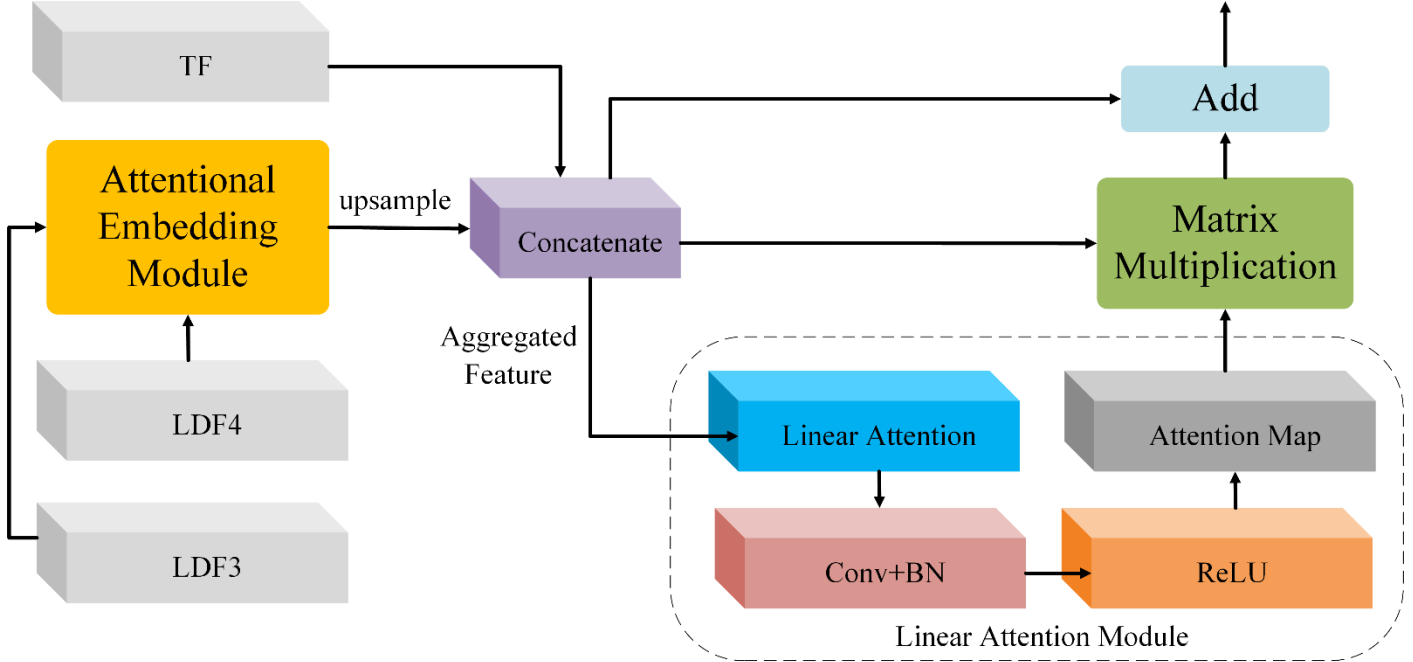 TF
Add
Attentional
Embedding
Module
upsample
Concatenate
Matrix
Multiplication
Aggregated
Feature
LDF4
Linear Attention
Attention Map
LDF3
Conv+BN
ReLU
Linear Attention Module